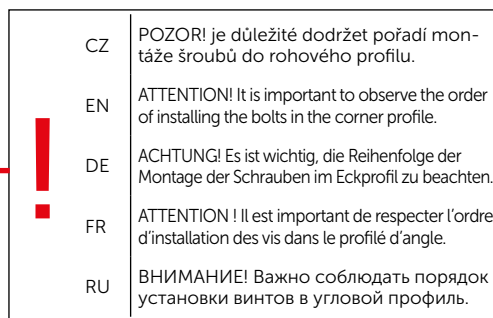 !
CZ
POZOR! je důležité dodržet pořadí mon-
táže šroubů do rohového profilu.
EN
ATTENTION! It is important to observe the order
of installing the bolts in the corner profile.
DE
ACHTUNG! Es ist wichtig, die Reihenfolge der
Montage der Schrauben im Eckprofil zu beachten.
FR
ATTENTION ! Il est important de respecter l’ordre
d’installation des vis dans le profilé d’angle.
RU
ВНИМАНИЕ! Важно соблюдать порядок
установки винтов в угловой профиль.